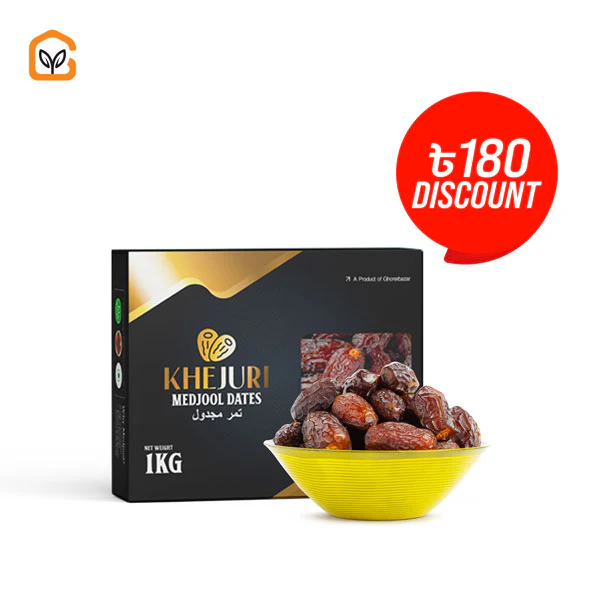 ৳180
DISCOUNT
A Product of Ghorerbazar
KHEJURI
MEDJOOL DATES
تمر مجدول
NET WEIGHT
1KG